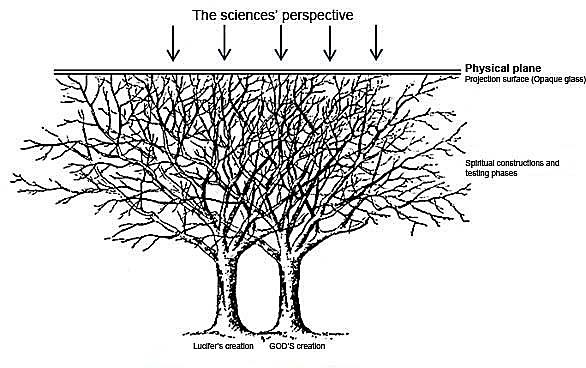 The sciences' perspective
Physical plane
Projection surface (Opaque glass)
Spiritual constructions and
testing phases
Lucifer's creation GOD'S creation